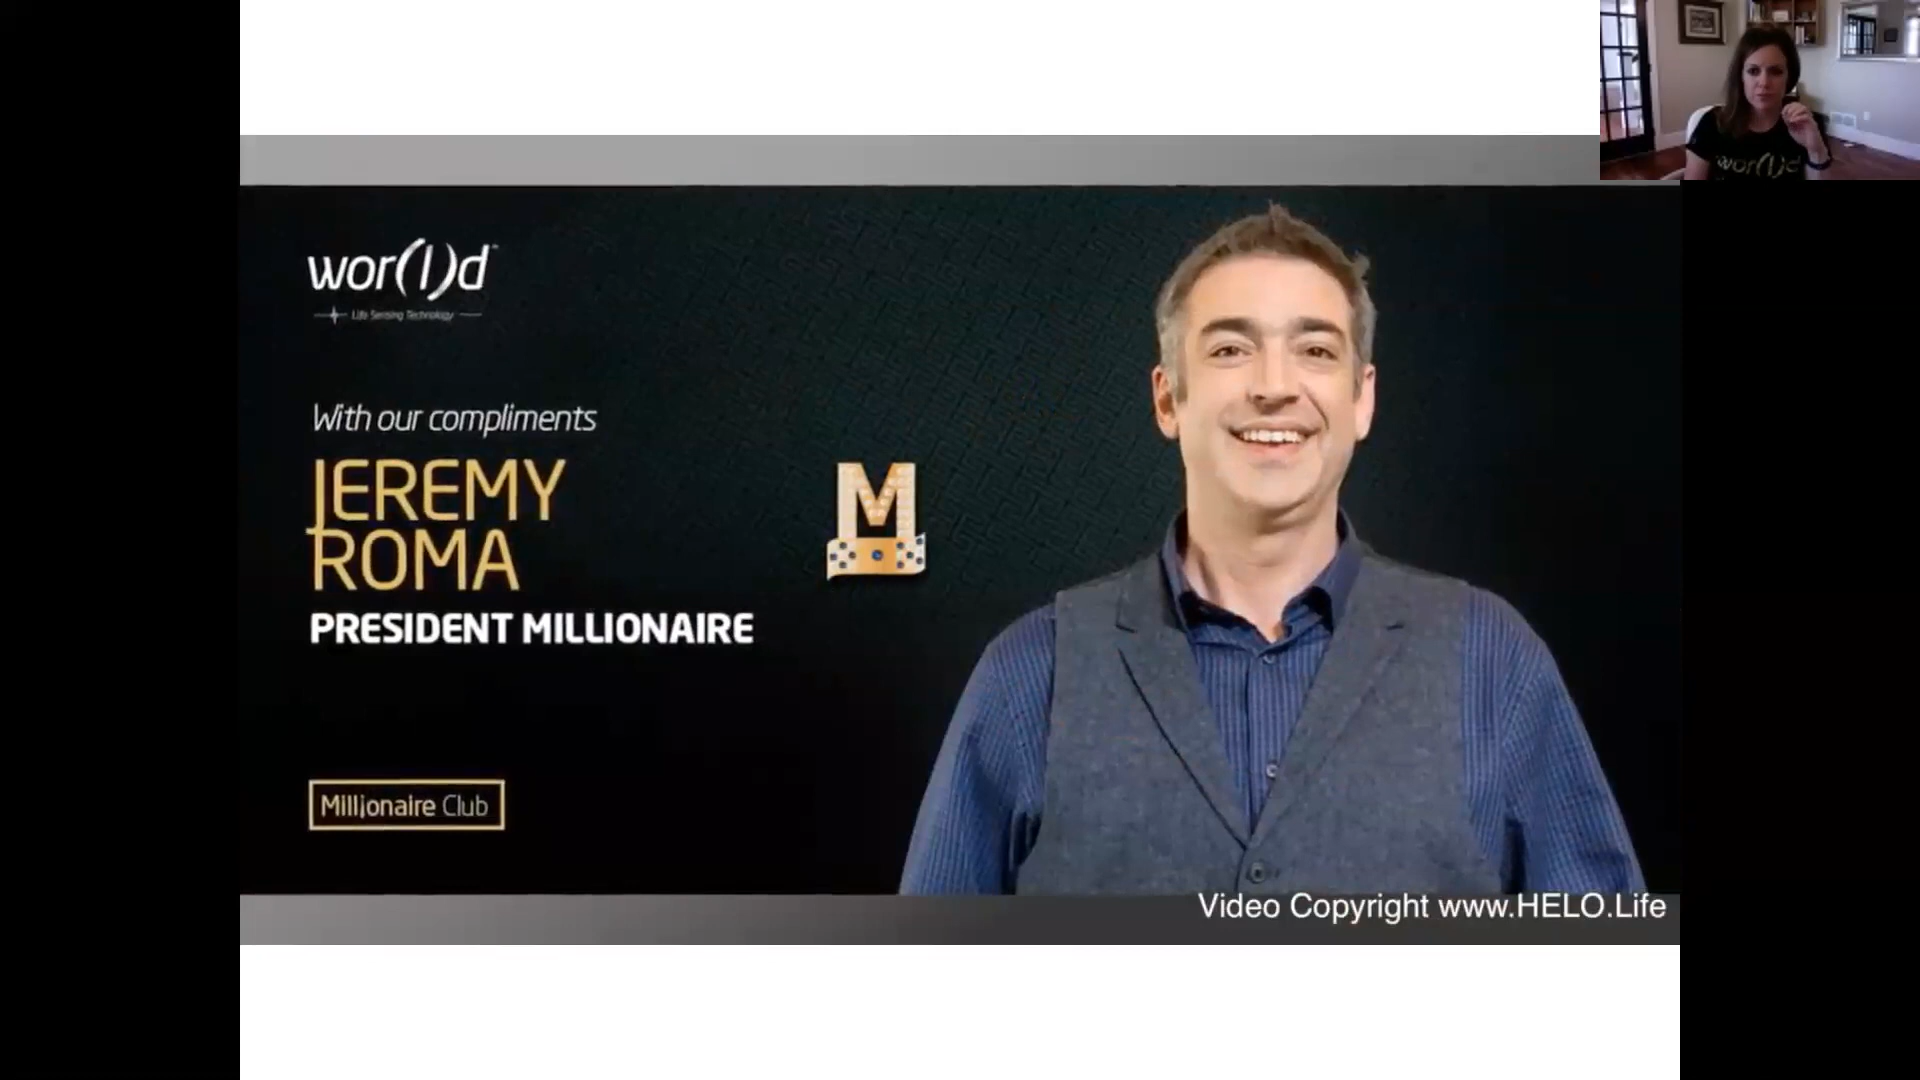 wor(l)d
Life Sensing Technology
With our compliments
JEREMY
ROMA
PRESIDENT MILLIONAIRE
Millionaire Club
Video Copyright www.HELO.Life
wor(l)d